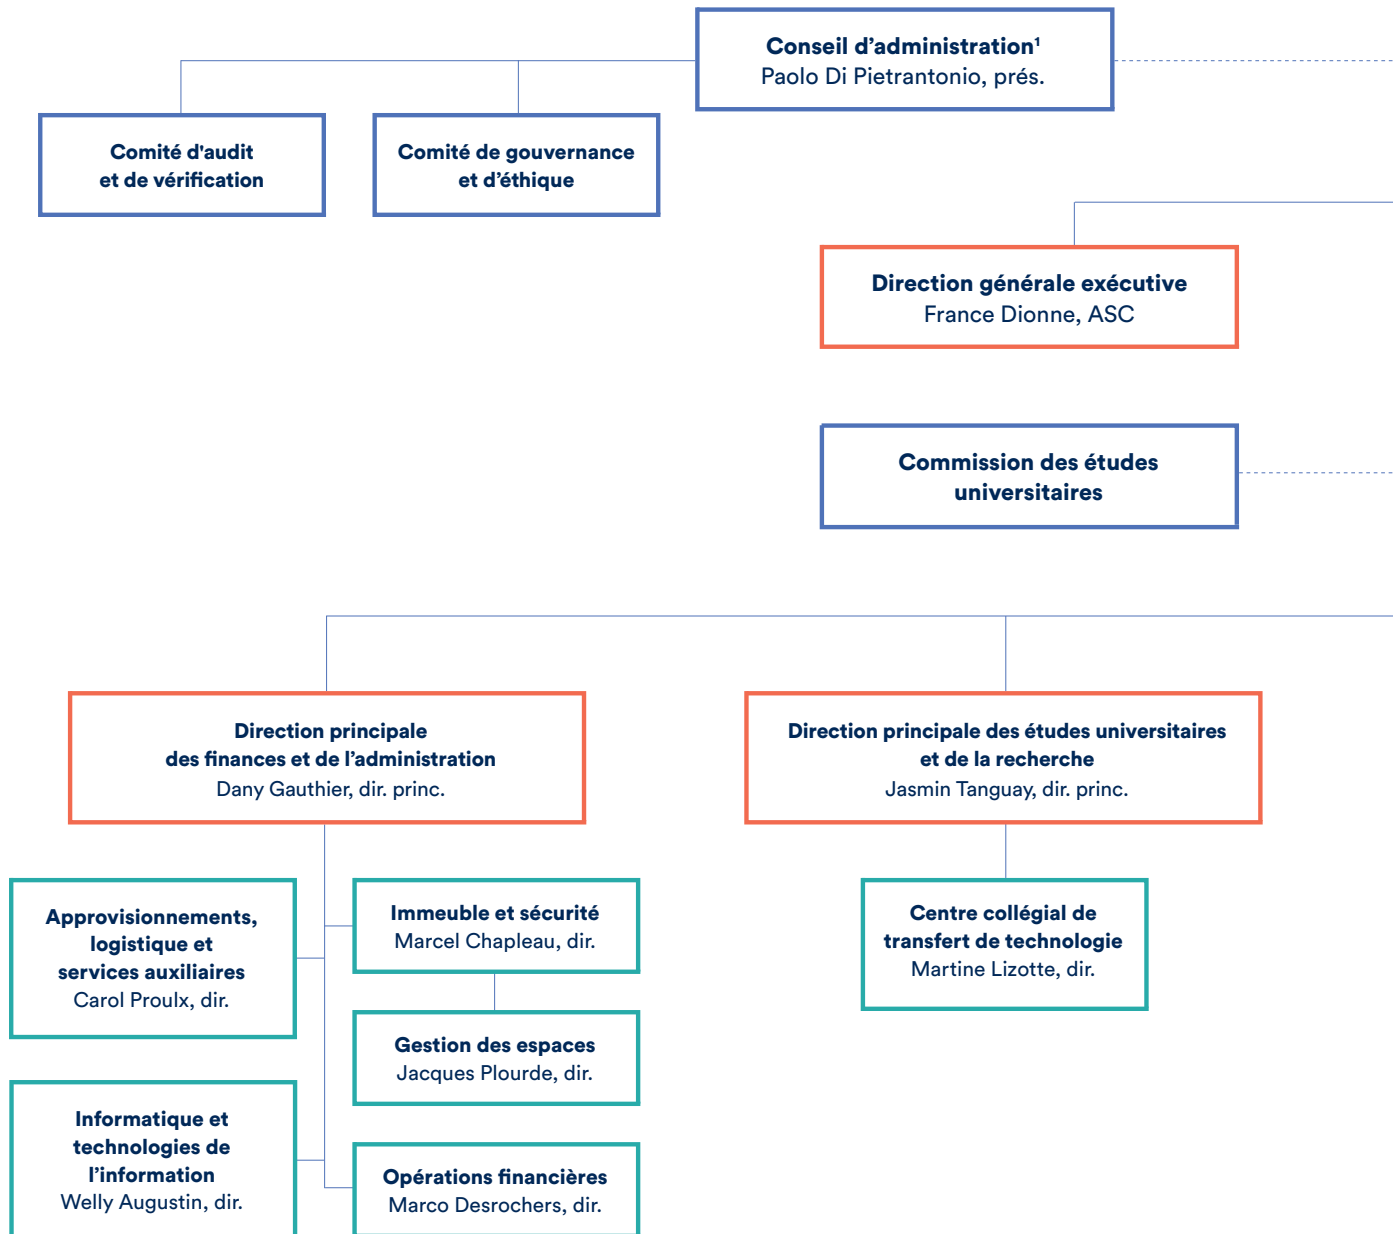 Conseil d’administration¹
Paolo Di Pietrantonio, prés.
Comité d'audit
et de vérification
Comité de gouvernance
et d’éthique
Direction générale exécutive
France Dionne, ASC
Commission des études
universitaires
Direction principale
des finances et de l’administration
Dany Gauthier, dir. princ.
Direction principale des études universitaires
et de la recherche
Jasmin Tanguay, dir. princ.
Approvisionnements,
logistique et
services auxiliaires
Carol Proulx, dir.
Immeuble et sécurité
Marcel Chapleau, dir.
Centre collégial de
transfert de technologie
Martine Lizotte, dir.
Gestion des espaces
Jacques Plourde, dir.
Informatique et
technologies de
l’information
Welly Augustin, dir.
Opérations financières
Marco Desrochers, dir.